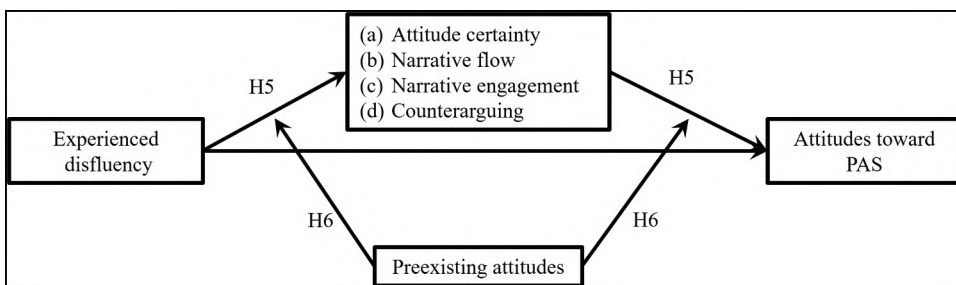 (a) Attitude certainty
(b) Narrative flow
(c) Narrative engagement
(d) Counterarguing
H5
H5
Experienced
disfluency
Attitudes toward
PAS
H6
H6
Preexisting attitudes